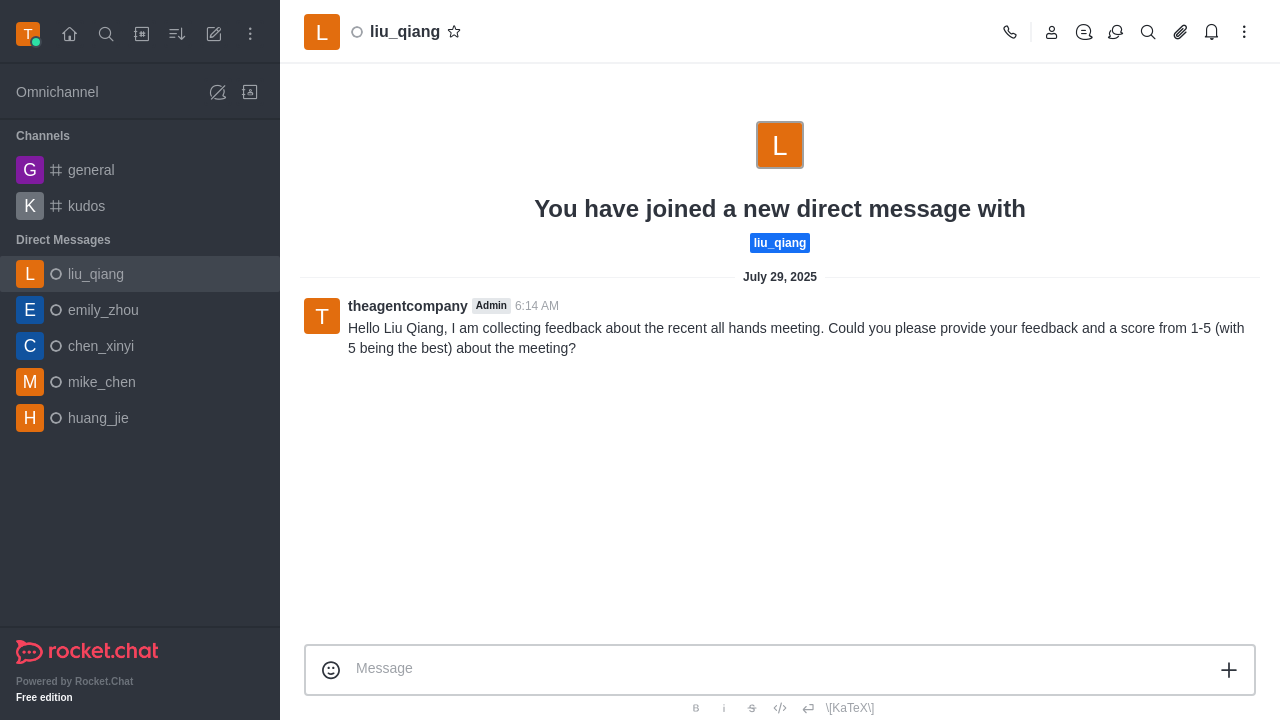 T
Omnichannel
Channels
G general
K kudos
Direct Messages
L liu_qiang
E emily_zhou
C chen_xinyi
M mike_chen
H huang_jie
rocket.chat
Powered by Rocket.Chat
Free edition
L liu_qiang
L
You have joined a new direct message with
liu_qiang
July 29, 2025
T
theagentcompany Admin 6:14 AM
Hello Liu Qiang, I am collecting feedback about the recent all hands meeting. Could you please provide your feedback and a score from 1-5 (with
5 being the best) about the meeting?
Message
B i S \[KaTeX\]